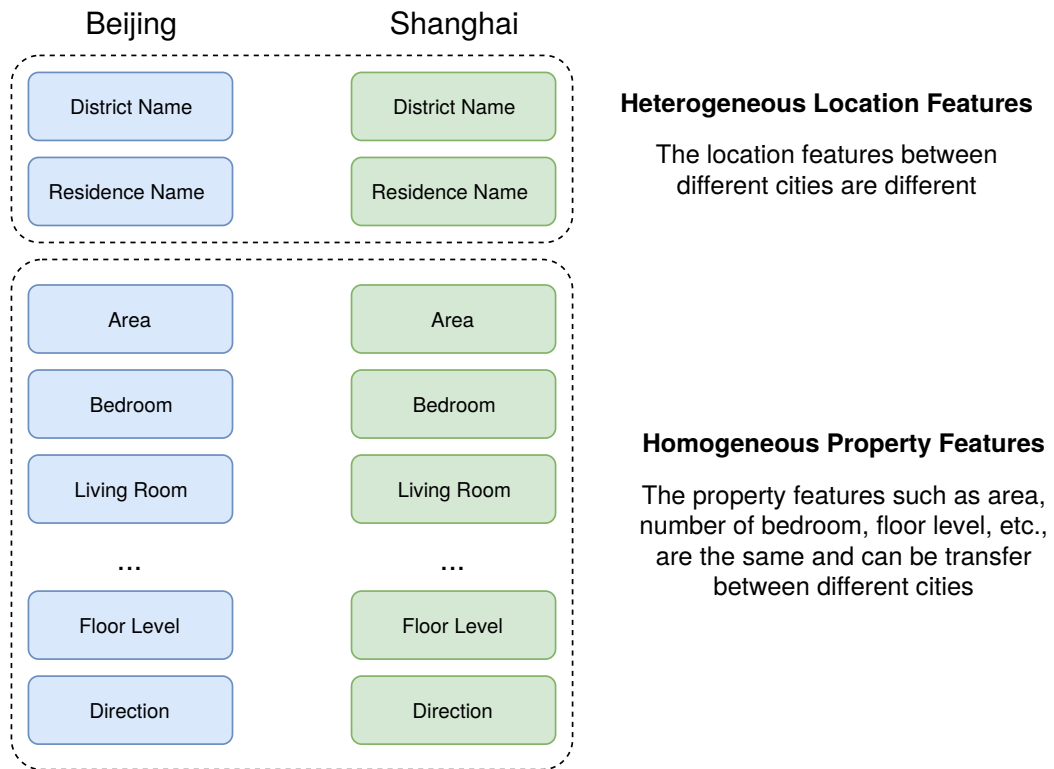 Beijing
Shanghai
District Name
District Name
Residence Name
Residence Name
Heterogeneous Location Features
The location features between
different cities are different
Area
Area
Bedroom
Bedroom
Living Room
Living Room
...
...
Floor Level
Floor Level
Direction
Direction
Homogeneous Property Features
The property features such as area,
number of bedroom, floor level, etc.,
are the same and can be transfer
between different cities